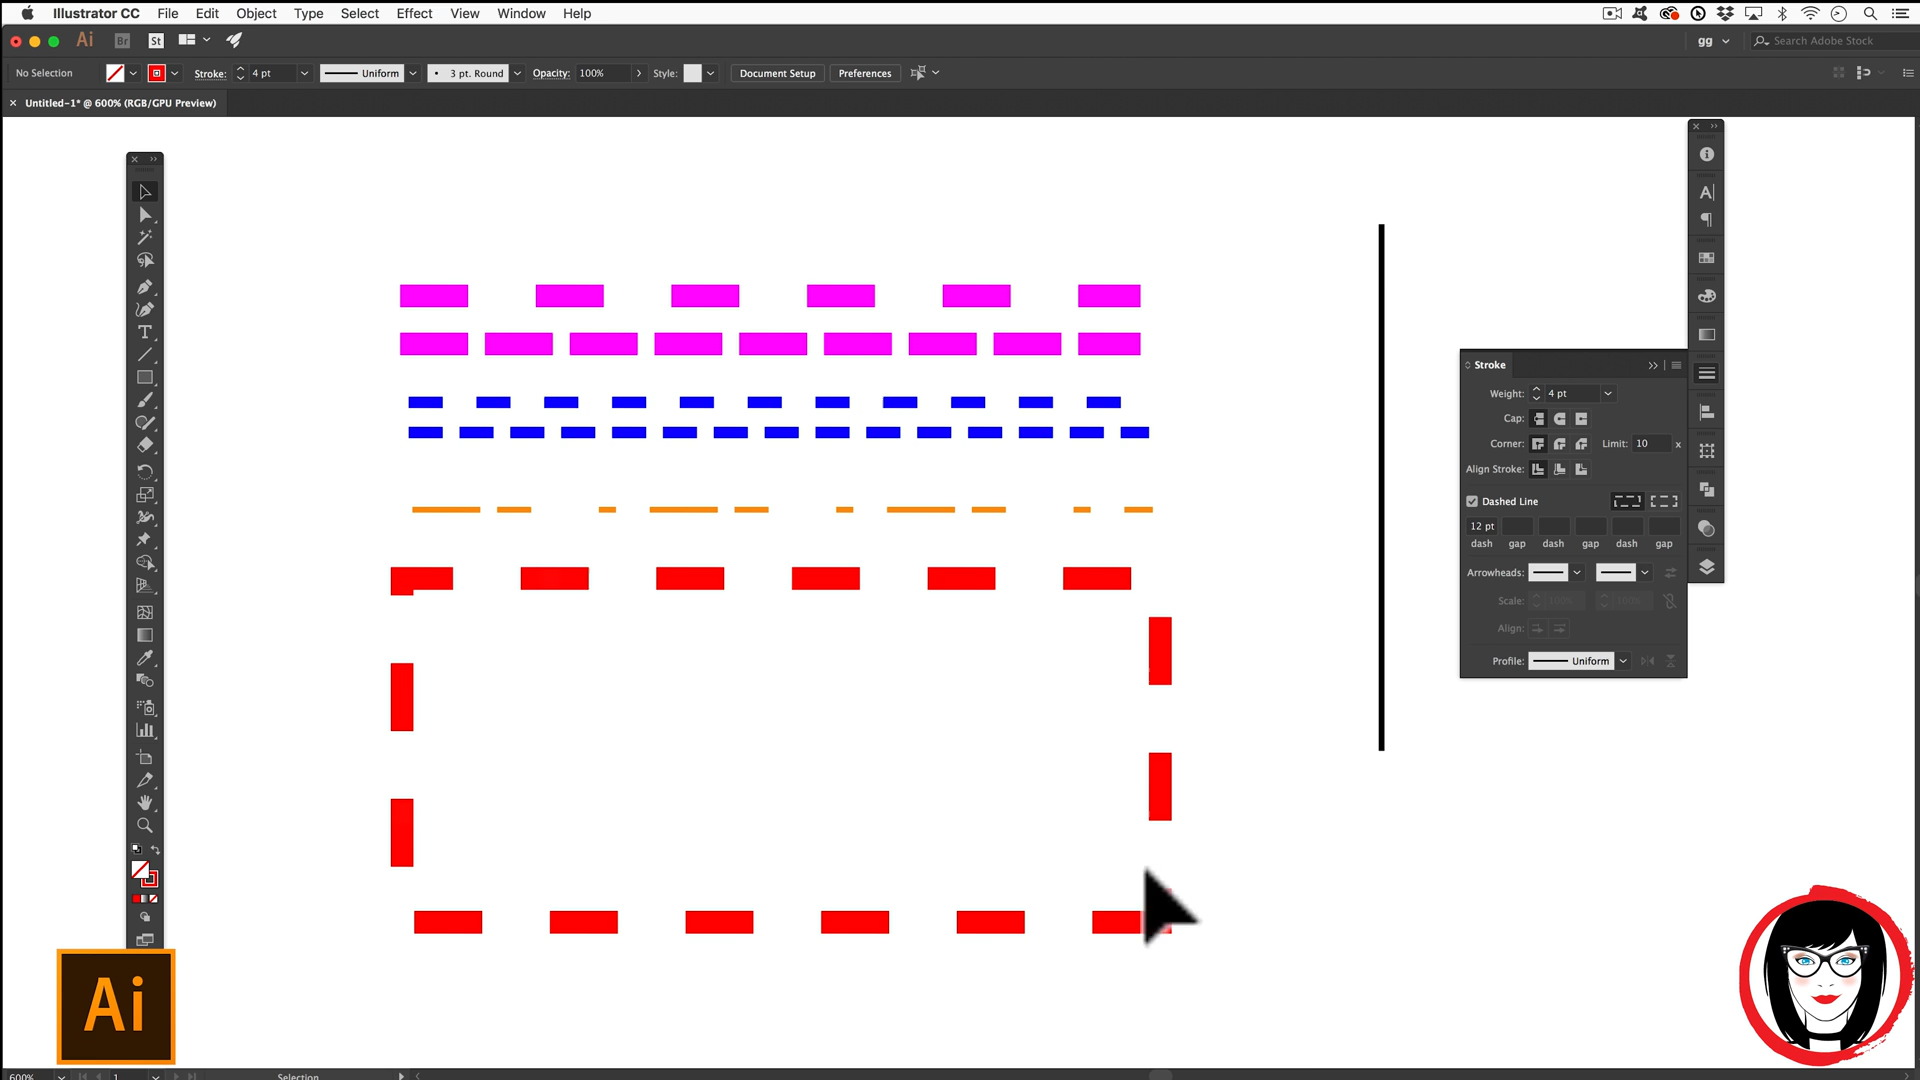 Illustrator CC File Edit Object Type Select Effect View Window Help
Ai Br St gg Search Adobe Stock
No Selection Stroke: 4 pt Uniform 3 pt. Round Opacity: 100% Style: Document Setup Preferences
Untitled-1* @ 600% (RGB/GPU Preview)
Stroke
Weight: 4 pt
Cap:
Corner: Limit: 10 x
Align Stroke:
Dashed Line
12 pt
dash gap dash gap dash gap
Arrowheads:
Scale: 100% 100%
Align:
Profile: Uniform
Ai
600% 1 Selection